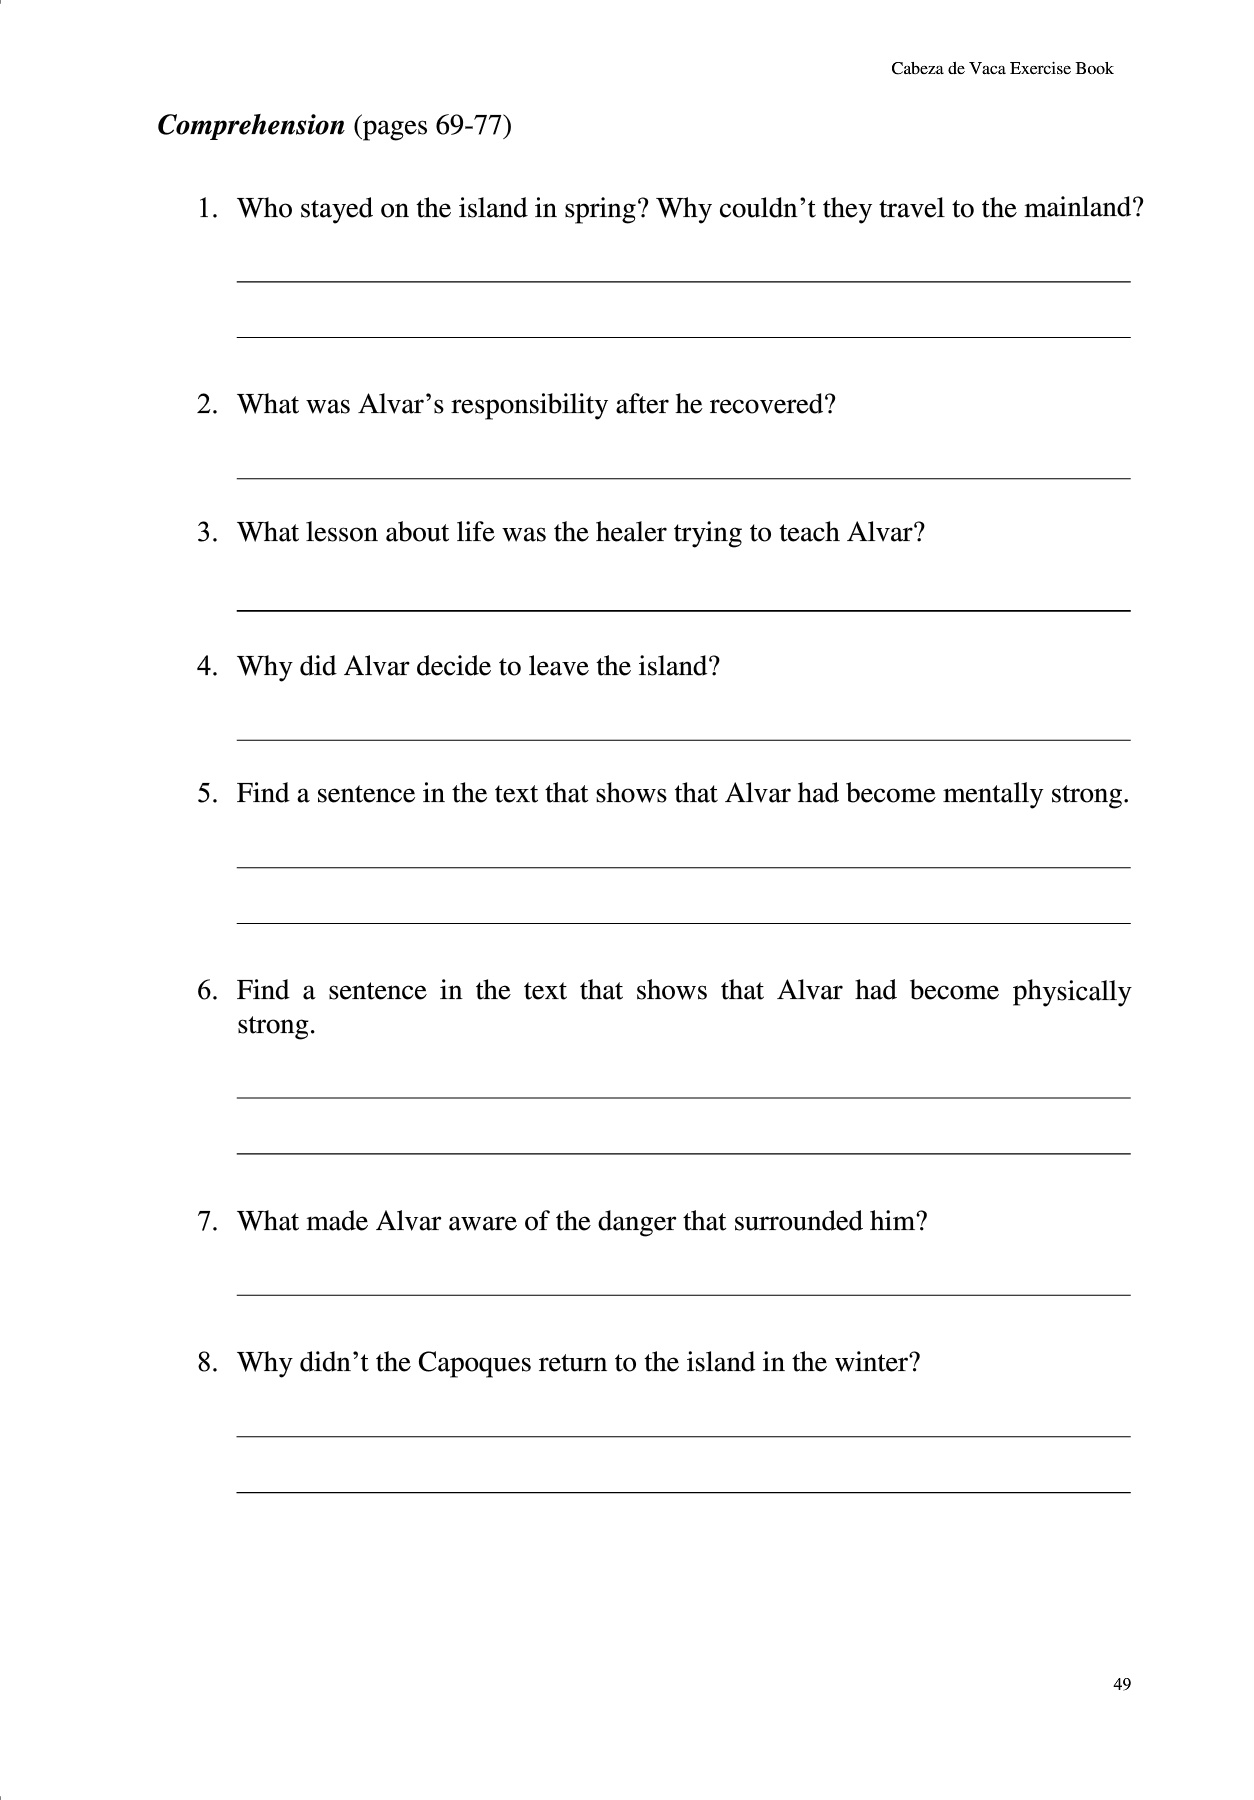 Cabeza de Vaca Exercise Book
Comprehension (pages 69-77)
1. Who stayed on the island in spring? Why couldn’t they travel to the mainland?
2. What was Alvar’s responsibility after he recovered?
3. What lesson about life was the healer trying to teach Alvar?
4. Why did Alvar decide to leave the island?
5. Find a sentence in the text that shows that Alvar had become mentally strong.
6. Find a sentence in the text that shows that Alvar had become physically
strong.
7. What made Alvar aware of the danger that surrounded him?
8. Why didn’t the Capoques return to the island in the winter?
49